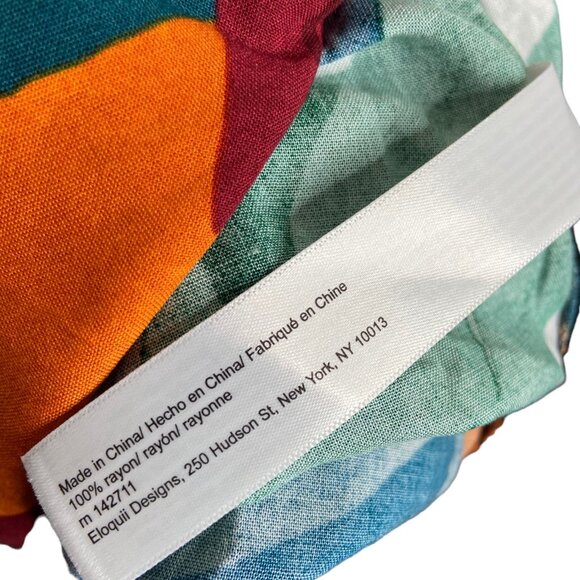 Made in China/ Hecho en China/ Fabriqué en Chine
100% rayon/ rayón/ rayonne
rn 142711
Eloquii Designs, 250 Hudson St, New York, NY 10013